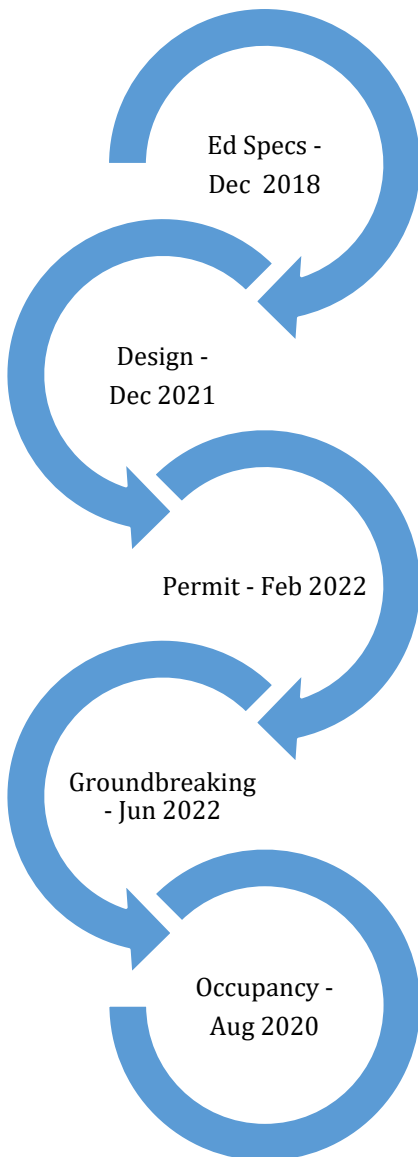 Ed Specs -
Dec 2018
Design -
Dec 2021
Permit - Feb 2022
Groundbreaking
- Jun 2022
Occupancy -
Aug 2020